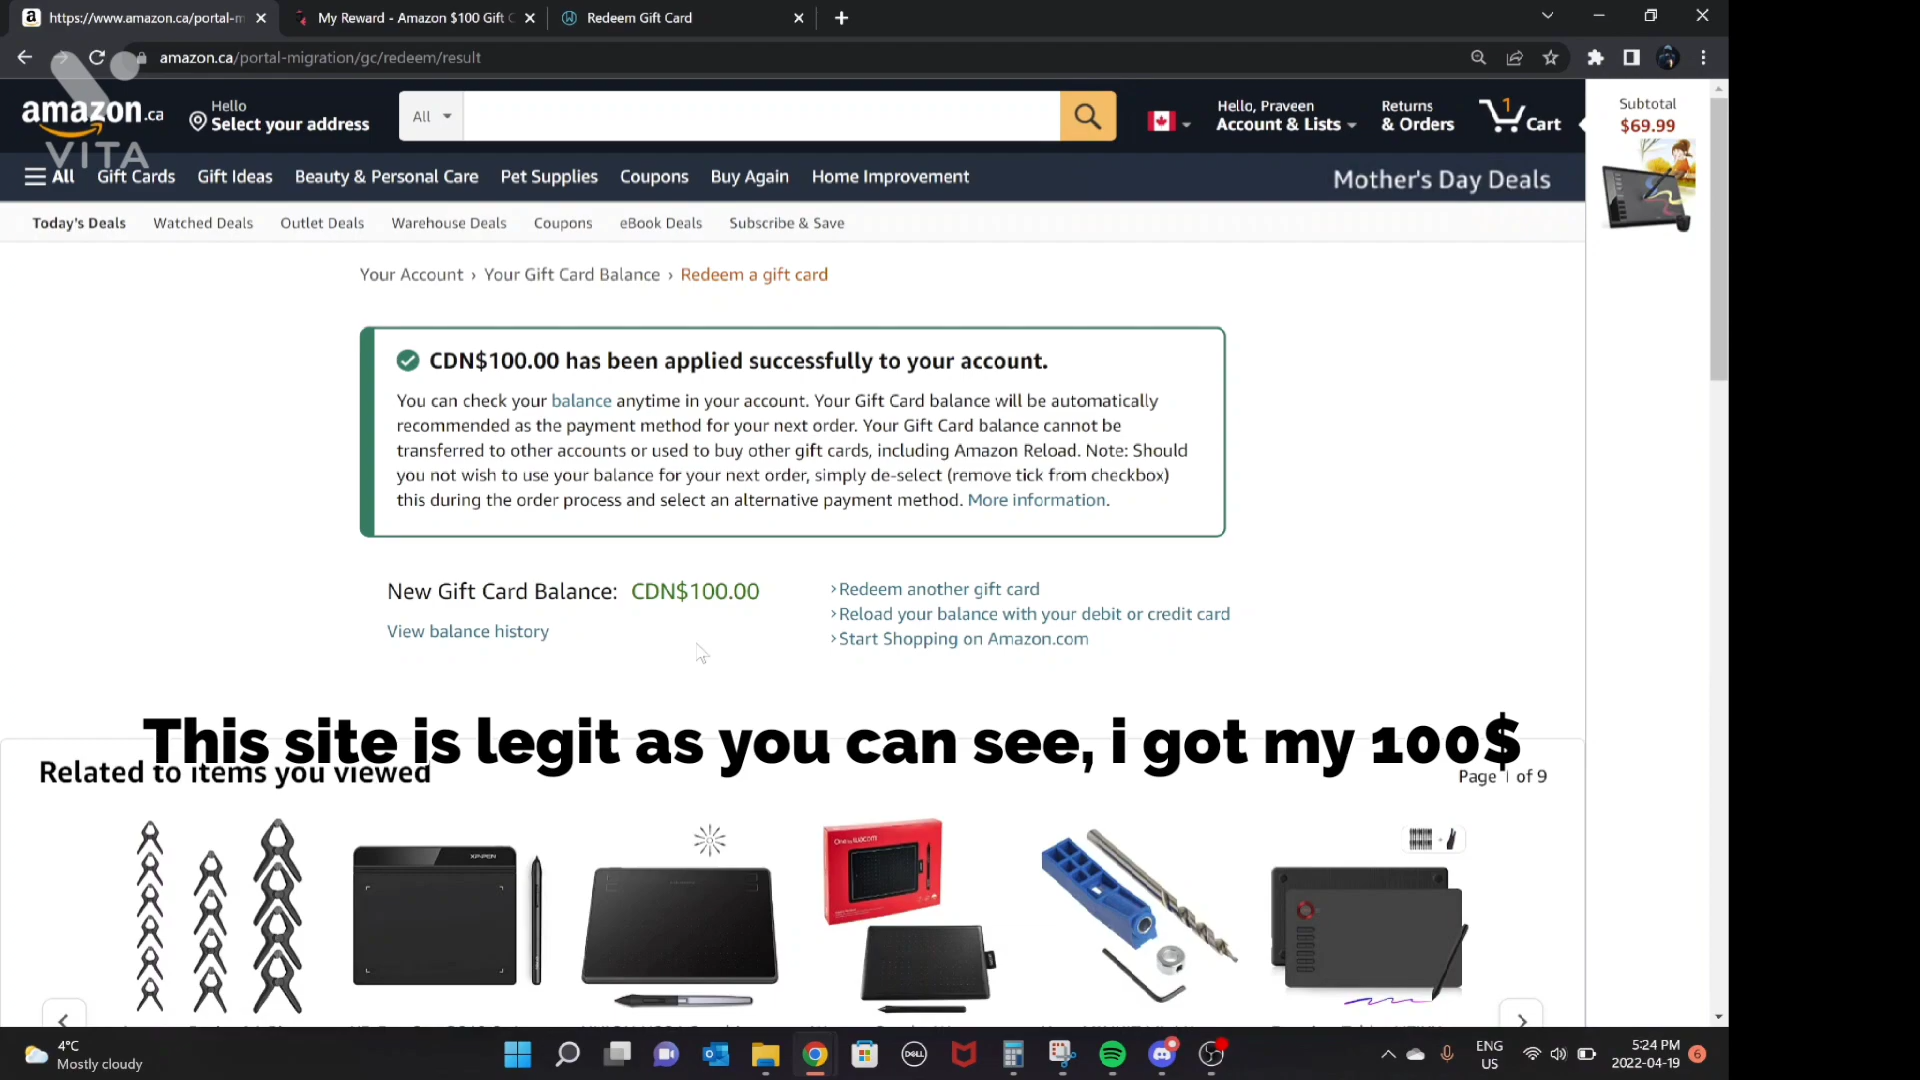 https://www.amazon.ca/portal-m
My Reward - Amazon $100 Gift C
Redeem Gift Card
amazon.ca/portal-migration/gc/redeem/result
VITA
amazon.ca
Hello
Select your address
All
Hello, Praveen
Account & Lists
Returns
& Orders
1
Cart
Subtotal
$69.99
All
Gift Cards
Gift Ideas
Beauty & Personal Care
Pet Supplies
Coupons
Buy Again
Home Improvement
Mother's Day Deals
Today's Deals
Watched Deals
Outlet Deals
Warehouse Deals
Coupons
eBook Deals
Subscribe & Save
Your Account › Your Gift Card Balance › Redeem a gift card
CDN$100.00 has been applied successfully to your account.
You can check your balance anytime in your account. Your Gift Card balance will be automatically
recommended as the payment method for your next order. Your Gift Card balance cannot be
transferred to other accounts or used to buy other gift cards, including Amazon Reload. Note: Should
you not wish to use your balance for your next order, simply de-select (remove tick from checkbox)
this during the order process and select an alternative payment method. More information.
New Gift Card Balance: CDN$100.00
View balance history
›Redeem another gift card
›Reload your balance with your debit or credit card
›Start Shopping on Amazon.com
This site is legit as you can see, i got my 100$
Related to items you viewed
Page 1 of 9
XP-PEN
One by wacom
4°C
Mostly cloudy
DELL
ENG
US
5:24 PM
2022-04-19
6